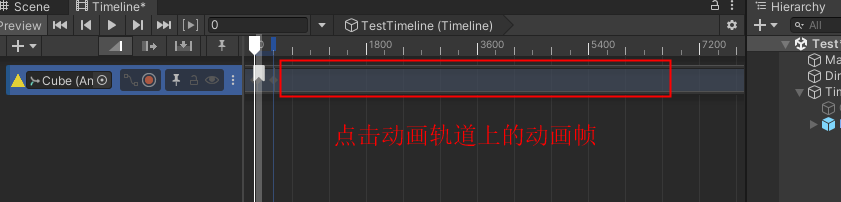 Scene
Timeline*
Hierarchy
Preview
0
TestTimeline (Timeline)
All
1800
3600
5400
7200
Test*
Cube (An
Ma
Dir
Tim
点击动画轨道上的动画帧